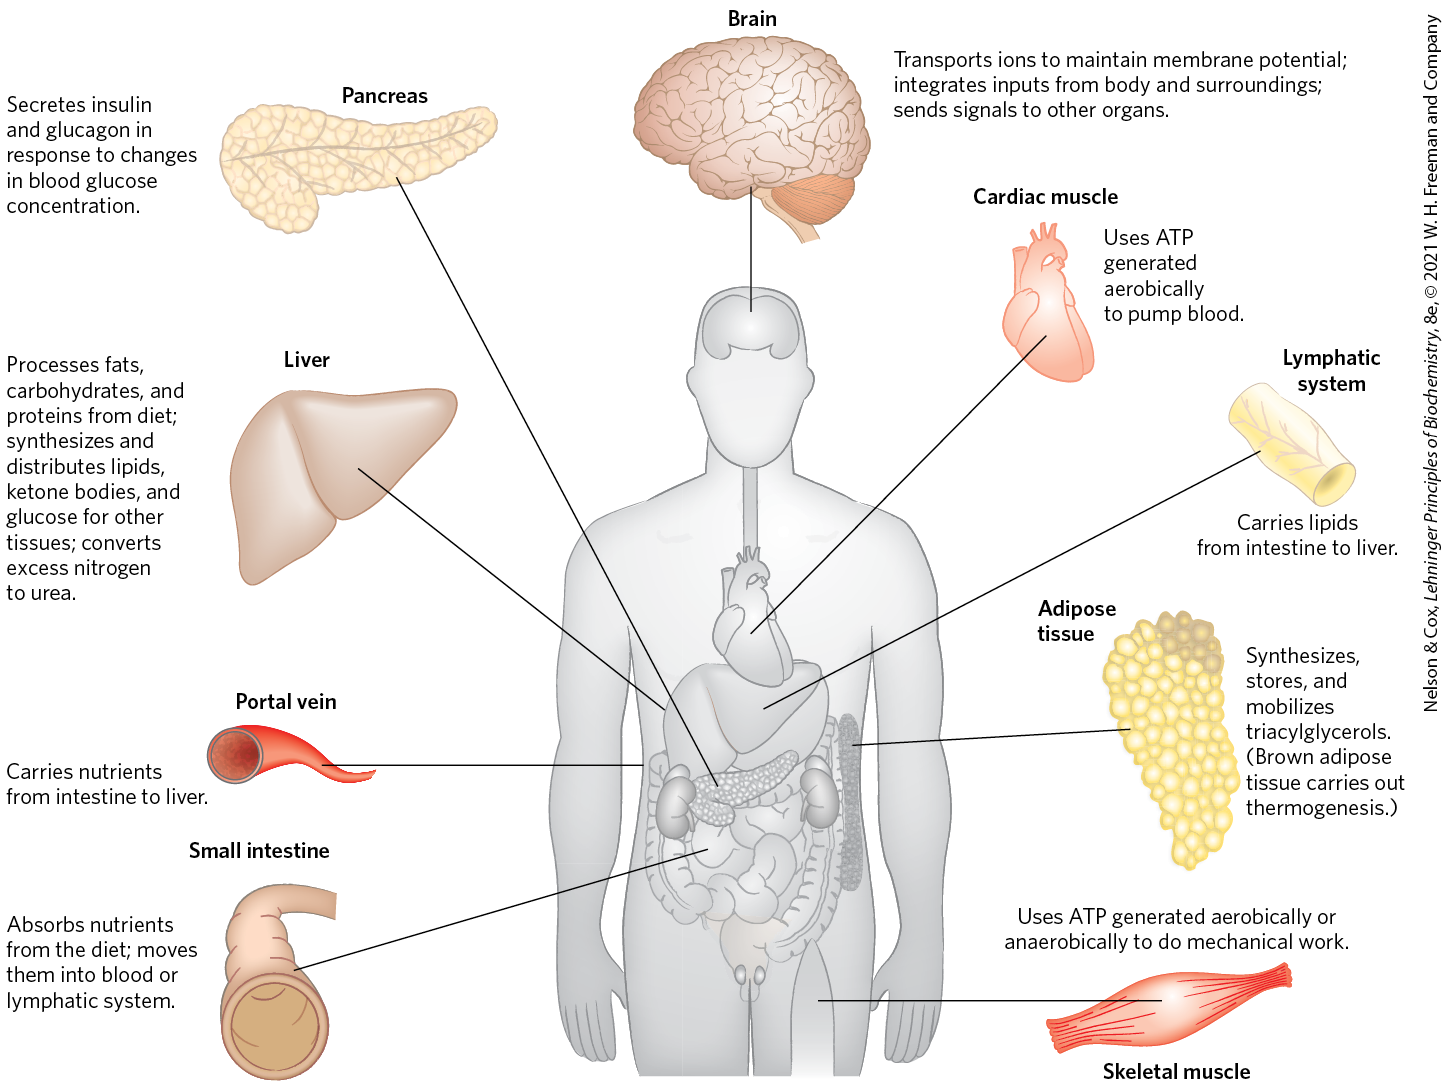 Brain
Transports ions to maintain membrane potential;
integrates inputs from body and surroundings;
sends signals to other organs.
Pancreas
Secretes insulin
and glucagon in
response to changes
in blood glucose
concentration.
Cardiac muscle
Uses ATP
generated
aerobically
to pump blood.
Liver
Processes fats,
carbohydrates, and
proteins from diet;
synthesizes and
distributes lipids,
ketone bodies, and
glucose for other
tissues; converts
excess nitrogen
to urea.
Lymphatic
system
Carries lipids
from intestine to liver.
Adipose
tissue
Synthesizes,
stores, and
mobilizes
triacylglycerols.
(Brown adipose
tissue carries out
thermogenesis.)
Portal vein
Carries nutrients
from intestine to liver.
Small intestine
Absorbs nutrients
from the diet; moves
them into blood or
lymphatic system.
Uses ATP generated aerobically or
anaerobically to do mechanical work.
Skeletal muscle
Nelson & Cox, Lehninger Principles of Biochemistry, 8e, © 2021 W. H. Freeman and Company